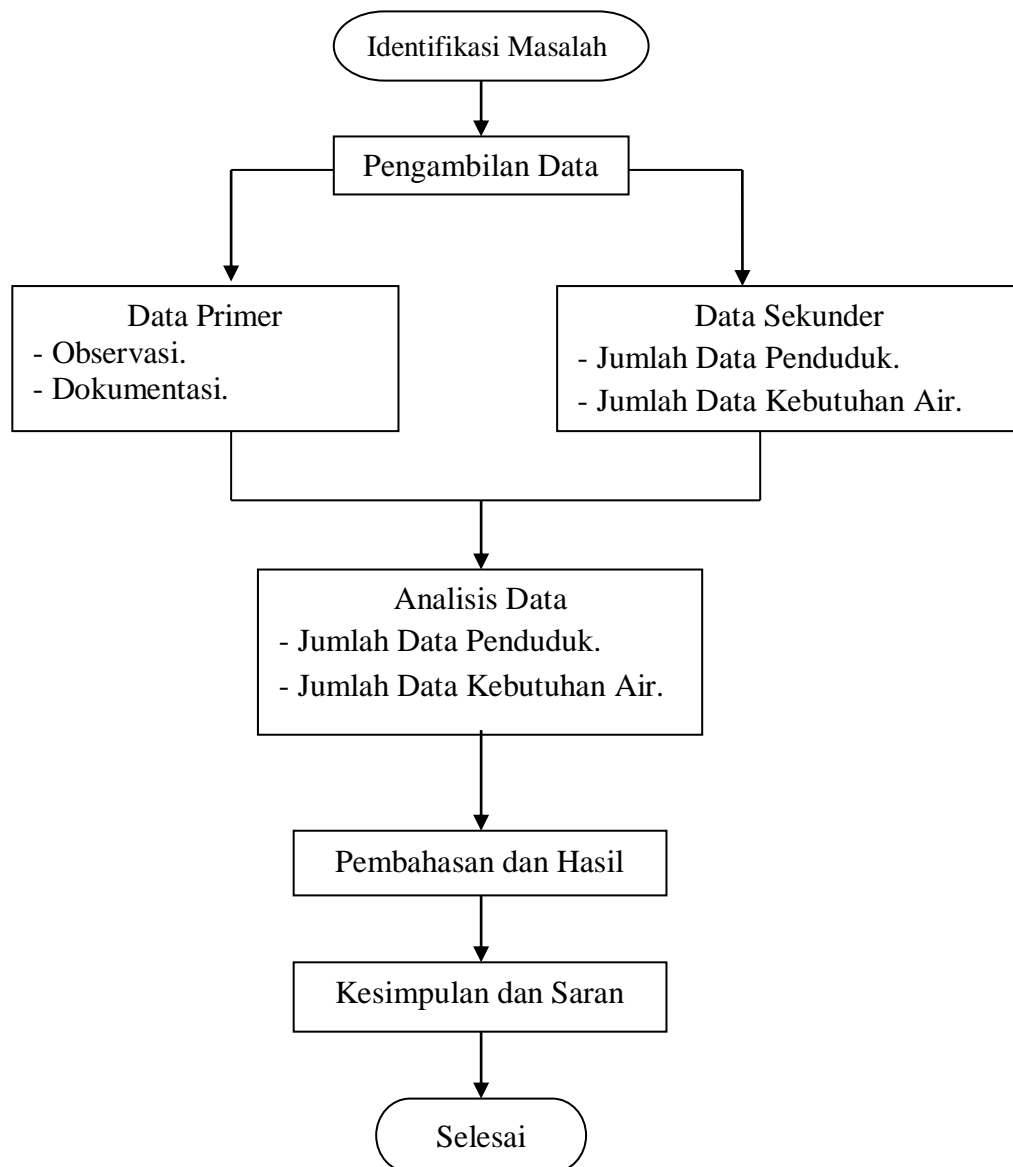 Identifikasi Masalah
Pengambilan Data
Data Primer
- Observasi.
- Dokumentasi.
Data Sekunder
- Jumlah Data Penduduk.
- Jumlah Data Kebutuhan Air.
Analisis Data
- Jumlah Data Penduduk.
- Jumlah Data Kebutuhan Air.
Pembahasan dan Hasil
Kesimpulan dan Saran
Selesai